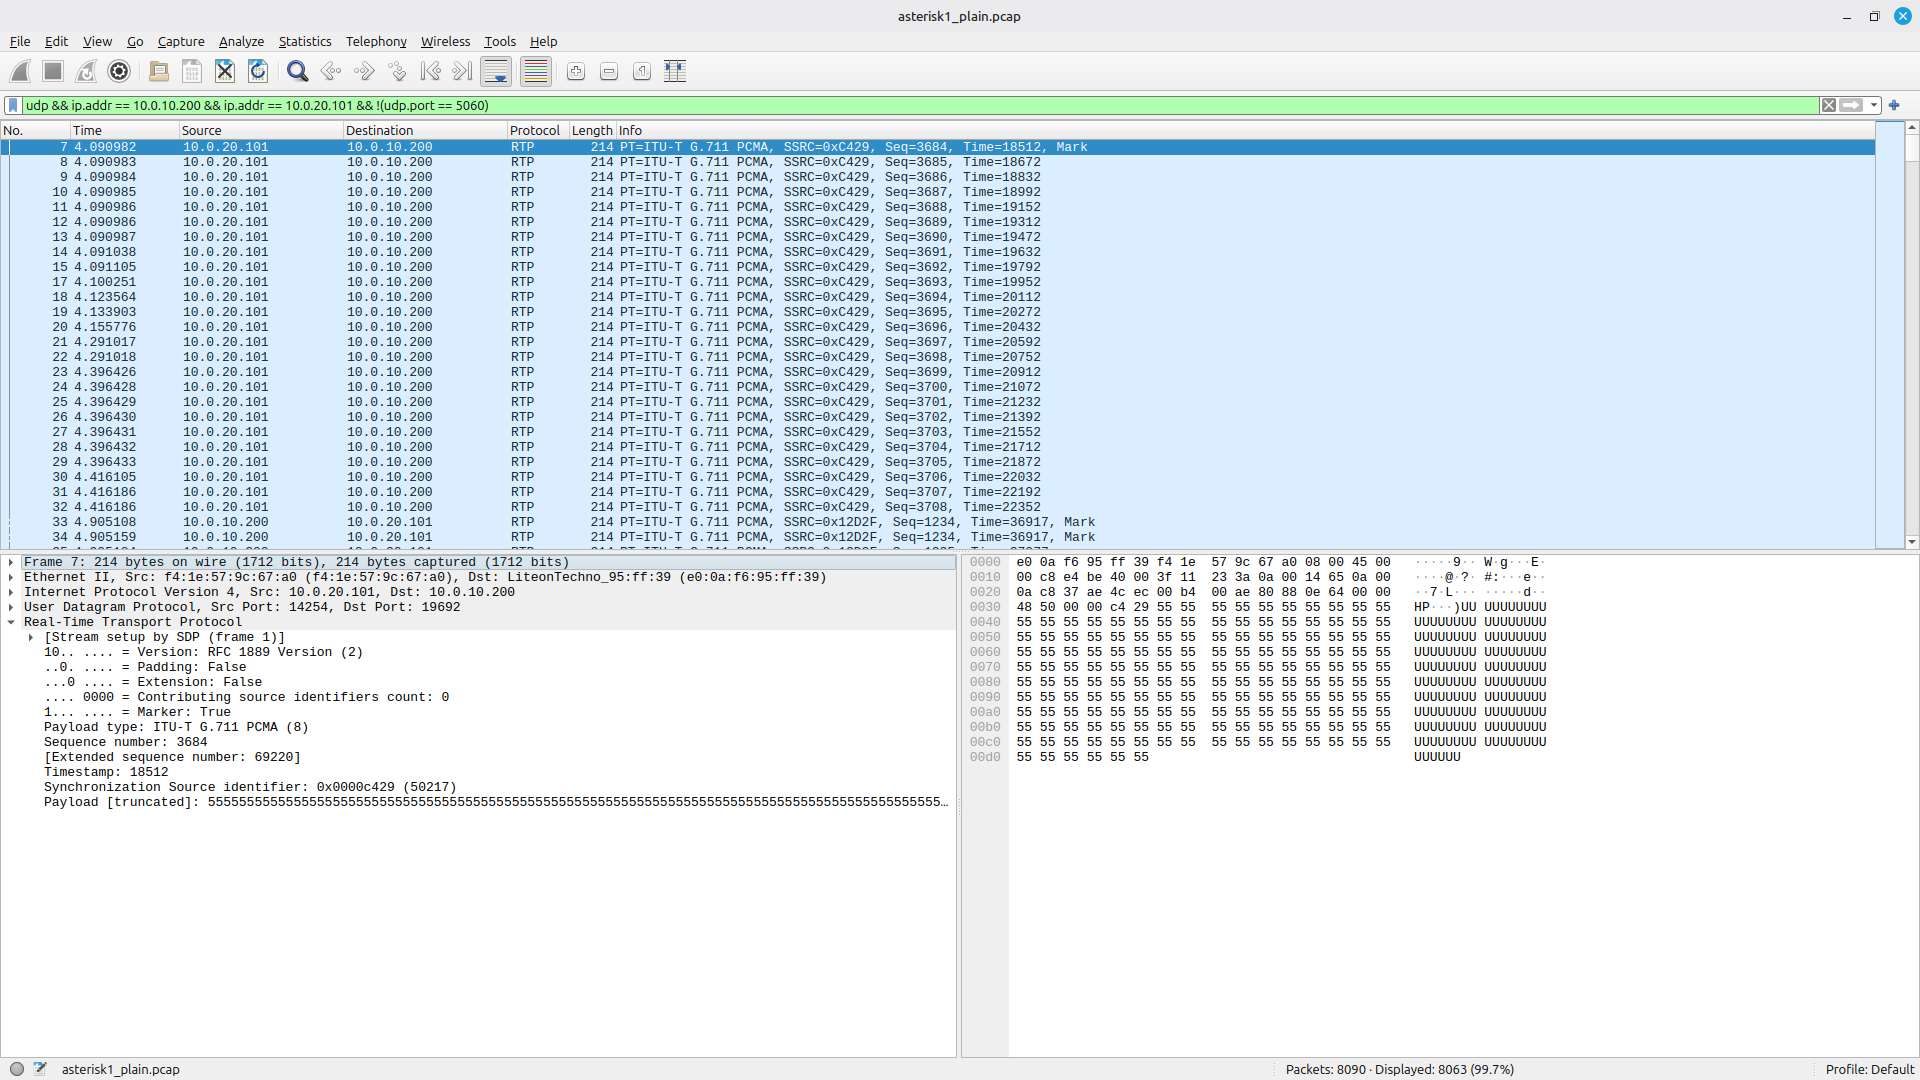 asterisk1_plain.pcap
File Edit View Go Capture Analyze Statistics Telephony Wireless Tools Help
udp && ip.addr == 10.0.10.200 && ip.addr == 10.0.20.101 && !(udp.port == 5060)
No. Time Source Destination Protocol Length Info
7 4.090982 10.0.20.101 10.0.10.200 RTP 214 PT=ITU-T G.711 PCMA, SSRC=0xC429, Seq=3684, Time=18512, Mark
8 4.090983 10.0.20.101 10.0.10.200 RTP 214 PT=ITU-T G.711 PCMA, SSRC=0xC429, Seq=3685, Time=18672
9 4.090984 10.0.20.101 10.0.10.200 RTP 214 PT=ITU-T G.711 PCMA, SSRC=0xC429, Seq=3686, Time=18832
10 4.090985 10.0.20.101 10.0.10.200 RTP 214 PT=ITU-T G.711 PCMA, SSRC=0xC429, Seq=3687, Time=18992
11 4.090986 10.0.20.101 10.0.10.200 RTP 214 PT=ITU-T G.711 PCMA, SSRC=0xC429, Seq=3688, Time=19152
12 4.090986 10.0.20.101 10.0.10.200 RTP 214 PT=ITU-T G.711 PCMA, SSRC=0xC429, Seq=3689, Time=19312
13 4.090987 10.0.20.101 10.0.10.200 RTP 214 PT=ITU-T G.711 PCMA, SSRC=0xC429, Seq=3690, Time=19472
14 4.091038 10.0.20.101 10.0.10.200 RTP 214 PT=ITU-T G.711 PCMA, SSRC=0xC429, Seq=3691, Time=19632
15 4.091105 10.0.20.101 10.0.10.200 RTP 214 PT=ITU-T G.711 PCMA, SSRC=0xC429, Seq=3692, Time=19792
17 4.100251 10.0.20.101 10.0.10.200 RTP 214 PT=ITU-T G.711 PCMA, SSRC=0xC429, Seq=3693, Time=19952
18 4.123564 10.0.20.101 10.0.10.200 RTP 214 PT=ITU-T G.711 PCMA, SSRC=0xC429, Seq=3694, Time=20112
19 4.133903 10.0.20.101 10.0.10.200 RTP 214 PT=ITU-T G.711 PCMA, SSRC=0xC429, Seq=3695, Time=20272
20 4.155776 10.0.20.101 10.0.10.200 RTP 214 PT=ITU-T G.711 PCMA, SSRC=0xC429, Seq=3696, Time=20432
21 4.291017 10.0.20.101 10.0.10.200 RTP 214 PT=ITU-T G.711 PCMA, SSRC=0xC429, Seq=3697, Time=20592
22 4.291018 10.0.20.101 10.0.10.200 RTP 214 PT=ITU-T G.711 PCMA, SSRC=0xC429, Seq=3698, Time=20752
23 4.396426 10.0.20.101 10.0.10.200 RTP 214 PT=ITU-T G.711 PCMA, SSRC=0xC429, Seq=3699, Time=20912
24 4.396428 10.0.20.101 10.0.10.200 RTP 214 PT=ITU-T G.711 PCMA, SSRC=0xC429, Seq=3700, Time=21072
25 4.396429 10.0.20.101 10.0.10.200 RTP 214 PT=ITU-T G.711 PCMA, SSRC=0xC429, Seq=3701, Time=21232
26 4.396430 10.0.20.101 10.0.10.200 RTP 214 PT=ITU-T G.711 PCMA, SSRC=0xC429, Seq=3702, Time=21392
27 4.396431 10.0.20.101 10.0.10.200 RTP 214 PT=ITU-T G.711 PCMA, SSRC=0xC429, Seq=3703, Time=21552
28 4.396432 10.0.20.101 10.0.10.200 RTP 214 PT=ITU-T G.711 PCMA, SSRC=0xC429, Seq=3704, Time=21712
29 4.396433 10.0.20.101 10.0.10.200 RTP 214 PT=ITU-T G.711 PCMA, SSRC=0xC429, Seq=3705, Time=21872
30 4.416105 10.0.20.101 10.0.10.200 RTP 214 PT=ITU-T G.711 PCMA, SSRC=0xC429, Seq=3706, Time=22032
31 4.416186 10.0.20.101 10.0.10.200 RTP 214 PT=ITU-T G.711 PCMA, SSRC=0xC429, Seq=3707, Time=22192
32 4.416186 10.0.20.101 10.0.10.200 RTP 214 PT=ITU-T G.711 PCMA, SSRC=0xC429, Seq=3708, Time=22352
33 4.905108 10.0.10.200 10.0.20.101 RTP 214 PT=ITU-T G.711 PCMA, SSRC=0x12D2F, Seq=1234, Time=36917, Mark
34 4.905159 10.0.10.200 10.0.20.101 RTP 214 PT=ITU-T G.711 PCMA, SSRC=0x12D2F, Seq=1234, Time=36917, Mark
Frame 7: 214 bytes on wire (1712 bits), 214 bytes captured (1712 bits)
Ethernet II, Src: f4:1e:57:9c:67:a0 (f4:1e:57:9c:67:a0), Dst: LiteonTechno_95:ff:39 (e0:0a:f6:95:ff:39)
Internet Protocol Version 4, Src: 10.0.20.101, Dst: 10.0.10.200
User Datagram Protocol, Src Port: 14254, Dst Port: 19692
Real-Time Transport Protocol
[Stream setup by SDP (frame 1)]
10.. .... = Version: RFC 1889 Version (2)
..0. .... = Padding: False
...0 .... = Extension: False
.... 0000 = Contributing source identifiers count: 0
1... .... = Marker: True
Payload type: ITU-T G.711 PCMA (8)
Sequence number: 3684
[Extended sequence number: 69220]
Timestamp: 18512
Synchronization Source identifier: 0x0000c429 (50217)
Payload [truncated]: 5555555555555555555555555555555555555555555555555555555555555555555555555555555555555555555555…
0000 e0 0a f6 95 ff 39 f4 1e 57 9c 67 a0 08 00 45 00 ·····9·· W·g···E·
0010 00 c8 e4 be 40 00 3f 11 23 3a 0a 00 14 65 0a 00 ····@·?· #:···e··
0020 0a c8 37 ae 4c ec 00 b4 00 ae 80 88 0e 64 00 00 ··7·L··· ·····d··
0030 48 50 00 00 c4 29 55 55 55 55 55 55 55 55 55 55 HP···)UU UUUUUUUU
0040 55 55 55 55 55 55 55 55 55 55 55 55 55 55 55 55 UUUUUUUU UUUUUUUU
0050 55 55 55 55 55 55 55 55 55 55 55 55 55 55 55 55 UUUUUUUU UUUUUUUU
0060 55 55 55 55 55 55 55 55 55 55 55 55 55 55 55 55 UUUUUUUU UUUUUUUU
0070 55 55 55 55 55 55 55 55 55 55 55 55 55 55 55 55 UUUUUUUU UUUUUUUU
0080 55 55 55 55 55 55 55 55 55 55 55 55 55 55 55 55 UUUUUUUU UUUUUUUU
0090 55 55 55 55 55 55 55 55 55 55 55 55 55 55 55 55 UUUUUUUU UUUUUUUU
00a0 55 55 55 55 55 55 55 55 55 55 55 55 55 55 55 55 UUUUUUUU UUUUUUUU
00b0 55 55 55 55 55 55 55 55 55 55 55 55 55 55 55 55 UUUUUUUU UUUUUUUU
00c0 55 55 55 55 55 55 55 55 55 55 55 55 55 55 55 55 UUUUUUUU UUUUUUUU
00d0 55 55 55 55 55 55 UUUUUU
asterisk1_plain.pcap
Packets: 8090 · Displayed: 8063 (99.7%)
Profile: Default